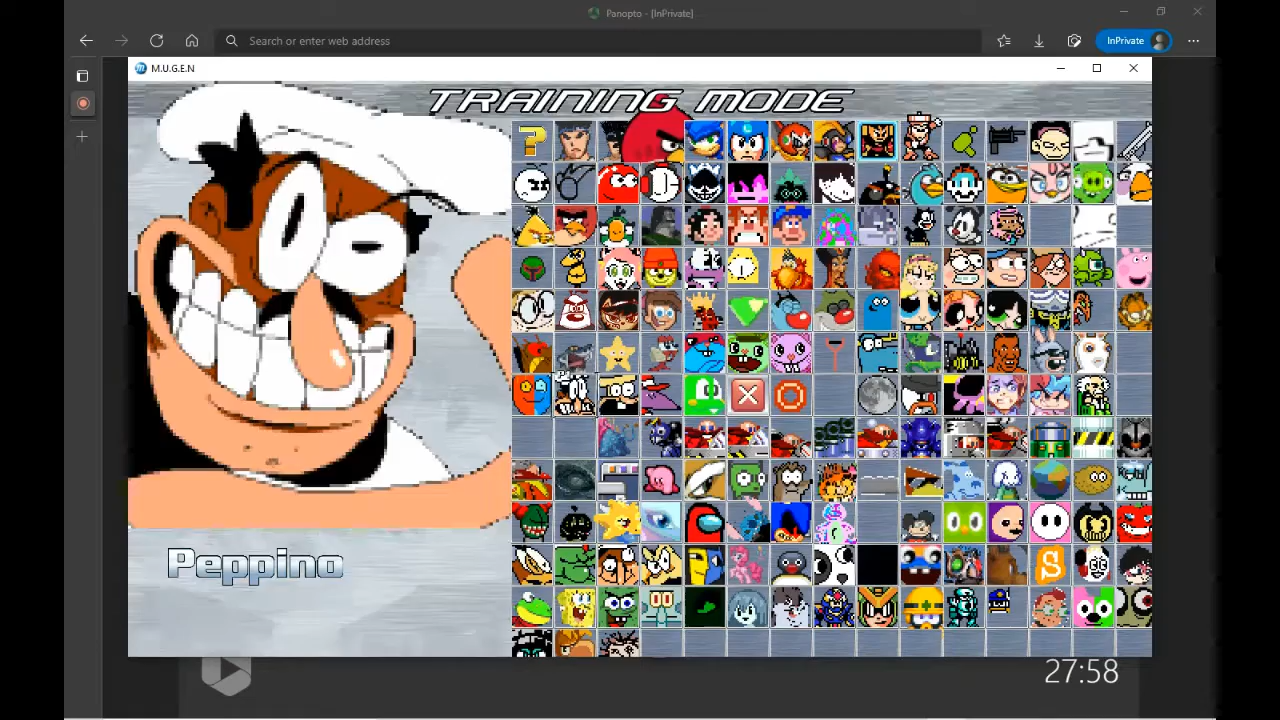 Panopto - [InPrivate]
Search or enter web address
InPrivate
M.U.G.E.N
TRAINING MODE
Peppino
27:58